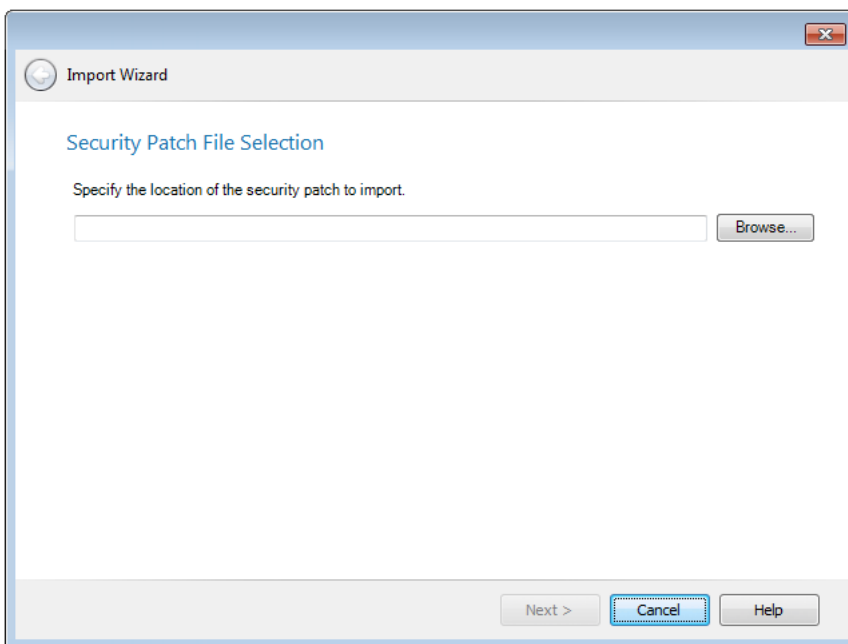 Import Wizard
Security Patch File Selection
Specify the location of the security patch to import.
Browse...
Next >
Cancel
Help